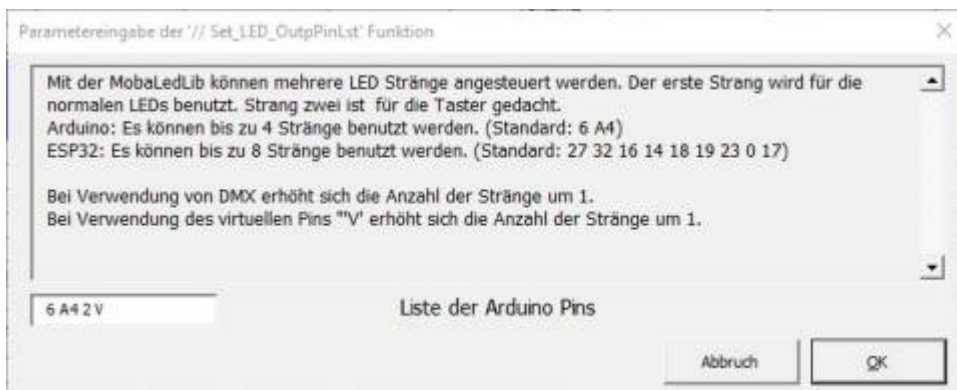 Parametereingabe der '// Set_LED_OutpPinLst' Funktion
Mit der MobaLedLib können mehrere LED Stränge angesteuert werden. Der erste Strang wird für die
normalen LEDs benutzt. Strang zwei ist für die Taster gedacht.
Arduino: Es können bis zu 4 Stränge benutzt werden. (Standard: 6 A4)
ESP32: Es können bis zu 8 Stränge benutzt werden. (Standard: 27 32 16 14 18 19 23 0 17)
Bei Verwendung von DMX erhöht sich die Anzahl der Stränge um 1.
Bei Verwendung des virtuellen Pins "'V' erhöht sich die Anzahl der Stränge um 1.
6 A4 2 V
Liste der Arduino Pins
Abbruch
OK